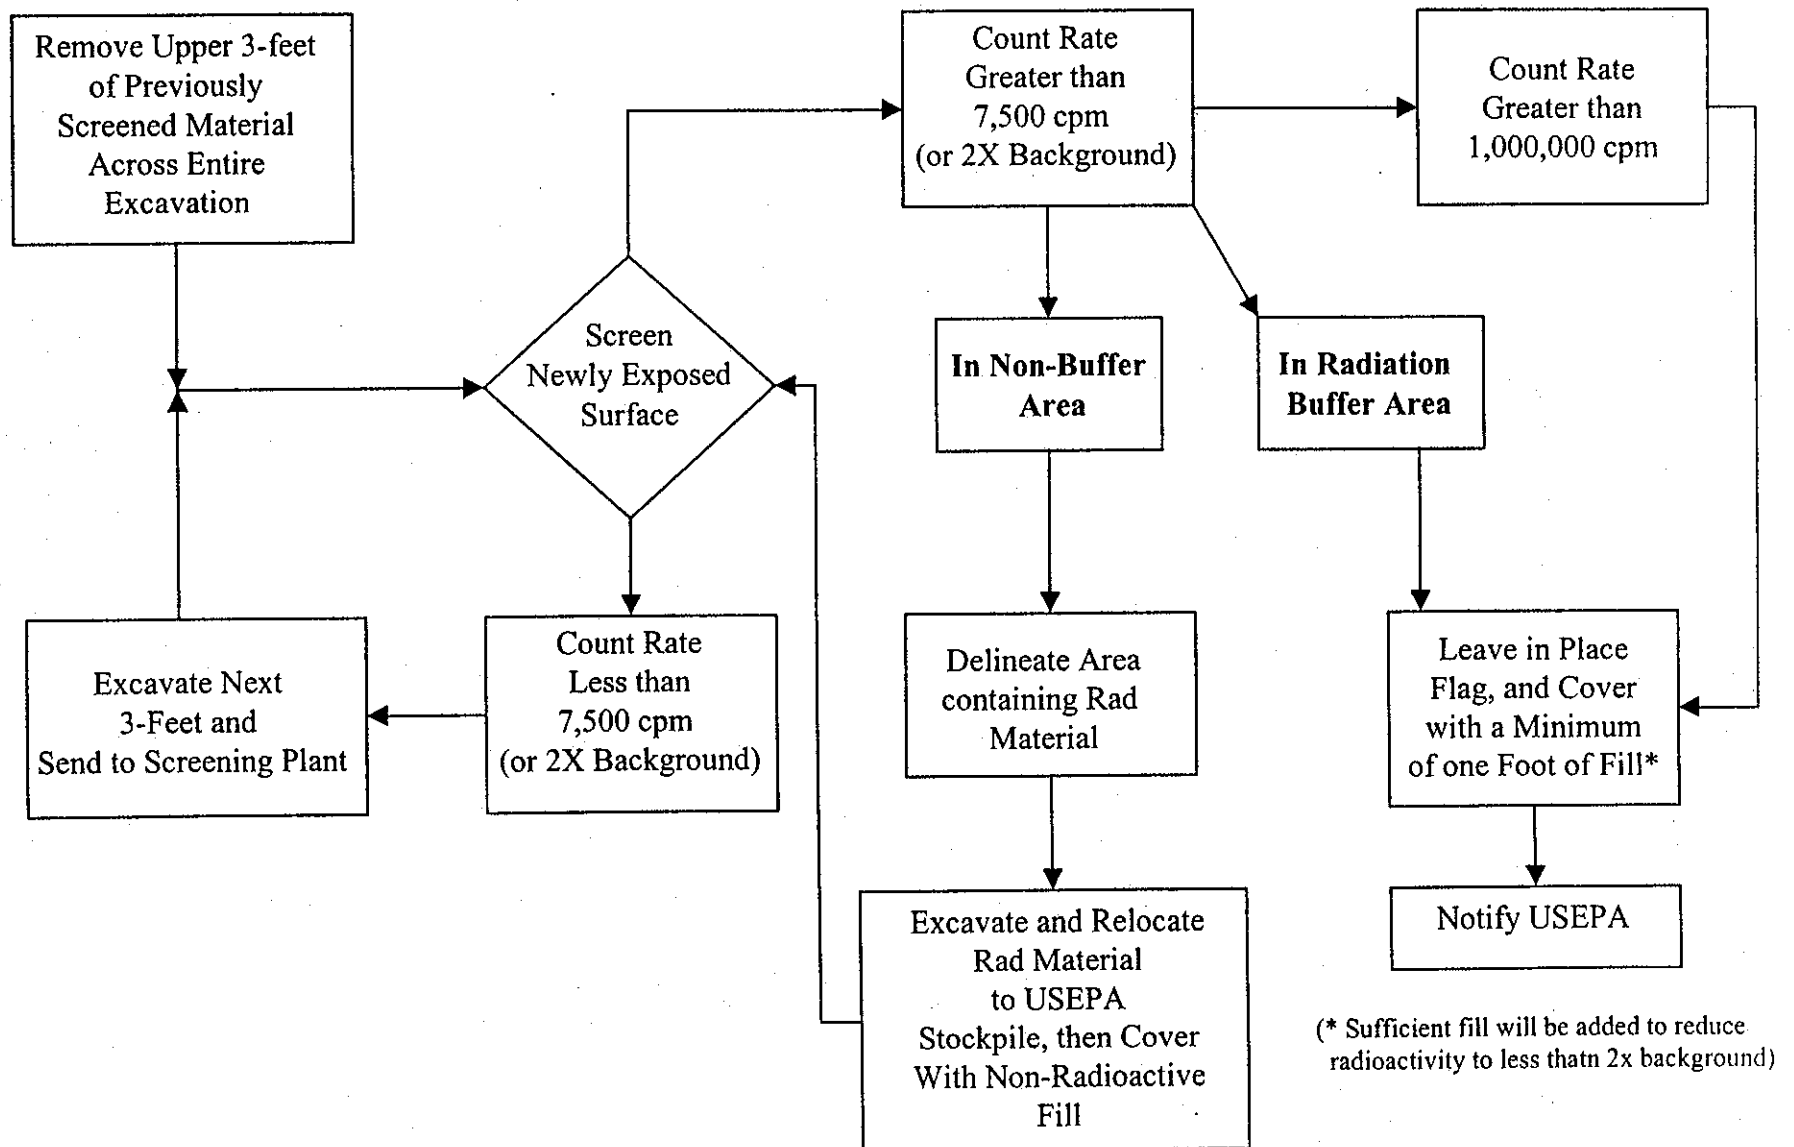 Remove Upper 3-feet
of Previously
Screened Material
Across Entire
Excavation
Screen
Newly Exposed
Surface
Count Rate
Less than
7,500 cpm
(or 2X Background)
Excavate Next
3-Feet and
Send to Screening Plant
Count Rate
Greater than
7,500 cpm
(or 2X Background)
Count Rate
Greater than
1,000,000 cpm
In Non-Buffer
Area
In Radiation
Buffer Area
Delineate Area
containing Rad
Material
Excavate and Relocate
Rad Material
to USEPA
Stockpile, then Cover
With Non-Radioactive
Fill
Leave in Place
Flag, and Cover
with a Minimum
of one Foot of Fill*
Notify USEPA
(* Sufficient fill will be added to reduce
radioactivity to less thatn 2x background)